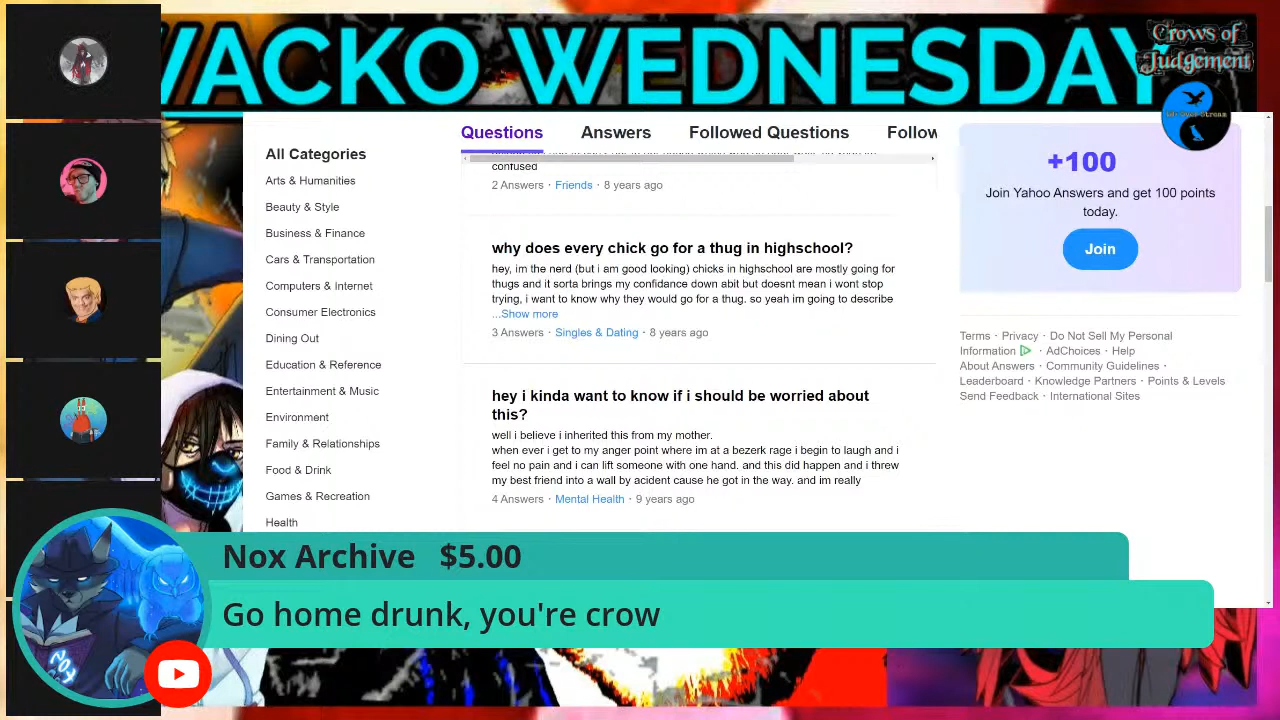 WACKO WEDNESDAY
Crows of
Judgement
Questions Answers Followed Questions Follow
All Categories
Arts & Humanities
Beauty & Style
Business & Finance
Cars & Transportation
Computers & Internet
Consumer Electronics
Dining Out
Education & Reference
Entertainment & Music
Environment
Family & Relationships
Food & Drink
Games & Recreation
Health
confused
2 Answers · Friends · 8 years ago
why does every chick go for a thug in highschool?
hey, im the nerd (but i am good looking) chicks in highschool are mostly going for
thugs and it sorta brings my confidance down abit but doesnt mean i wont stop
trying, i want to know why they would go for a thug. so yeah im going to describe
...Show more
3 Answers · Singles & Dating · 8 years ago
hey i kinda want to know if i should be worried about
this?
well i believe i inherited this from my mother.
when ever i get to my anger point where im at a bezerk rage i begin to laugh and i
feel no pain and i can lift someone with one hand. and this did happen and i threw
my best friend into a wall by acident cause he got in the way. and im really
4 Answers · Mental Health · 9 years ago
+100
Join Yahoo Answers and get 100 points
today.
Join
Terms · Privacy · Do Not Sell My Personal
Information · AdChoices · Help
About Answers · Community Guidelines ·
Leaderboard · Knowledge Partners · Points & Levels
Send Feedback · International Sites
Nox Archive $5.00
Go home drunk, you're crow
NOX